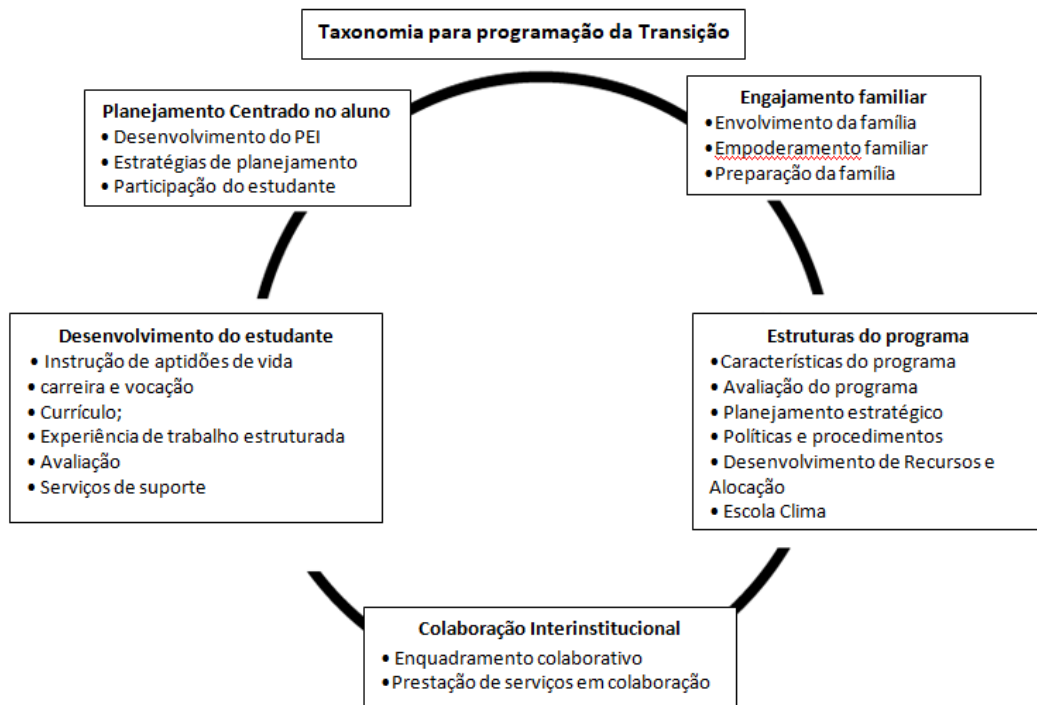 Taxonomia para programação da Transição
Planejamento Centrado no aluno
• Desenvolvimento do PEI
• Estratégias de planejamento
• Participação do estudante
Engajamento familiar
•Envolvimento da família
•Empoderamento familiar
•Preparação da família
Desenvolvimento do estudante
• Instrução de aptidões de vida
• carreira e vocação
• Currículo;
• Experiência de trabalho estruturada
• Avaliação
• Serviços de suporte
Estruturas do programa
•Características do programa
• Avaliação do programa
• Planejamento estratégico
• Políticas e procedimentos
• Desenvolvimento de Recursos e
Alocação
• Escola Clima
Colaboração Interinstitucional
• Enquadramento colaborativo
•Prestação de serviços em colaboração